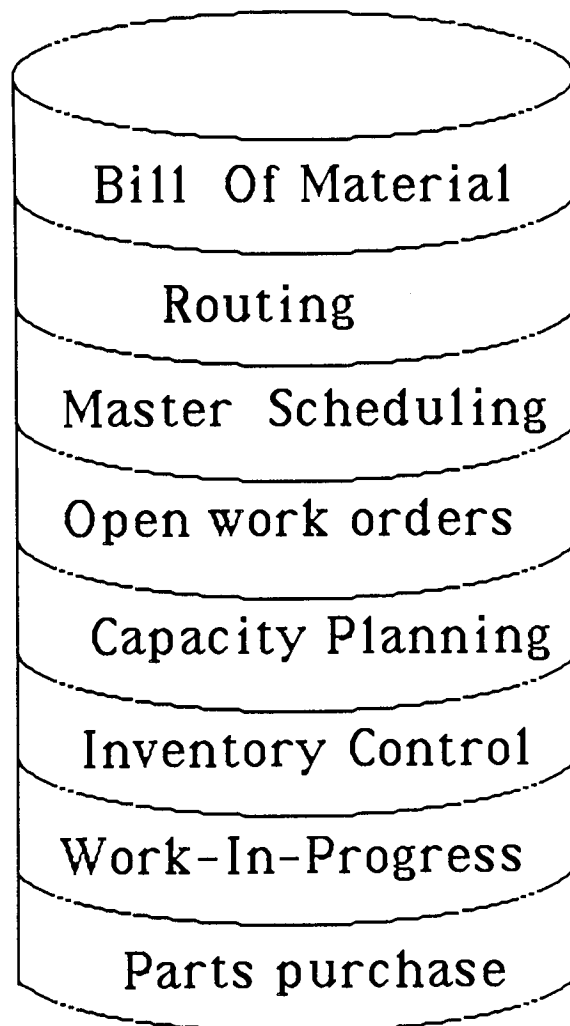 Bill Of Material
Routing
Master Scheduling
Open work orders
Capacity Planning
Inventory Control
Work-In-Progress
Parts purchase